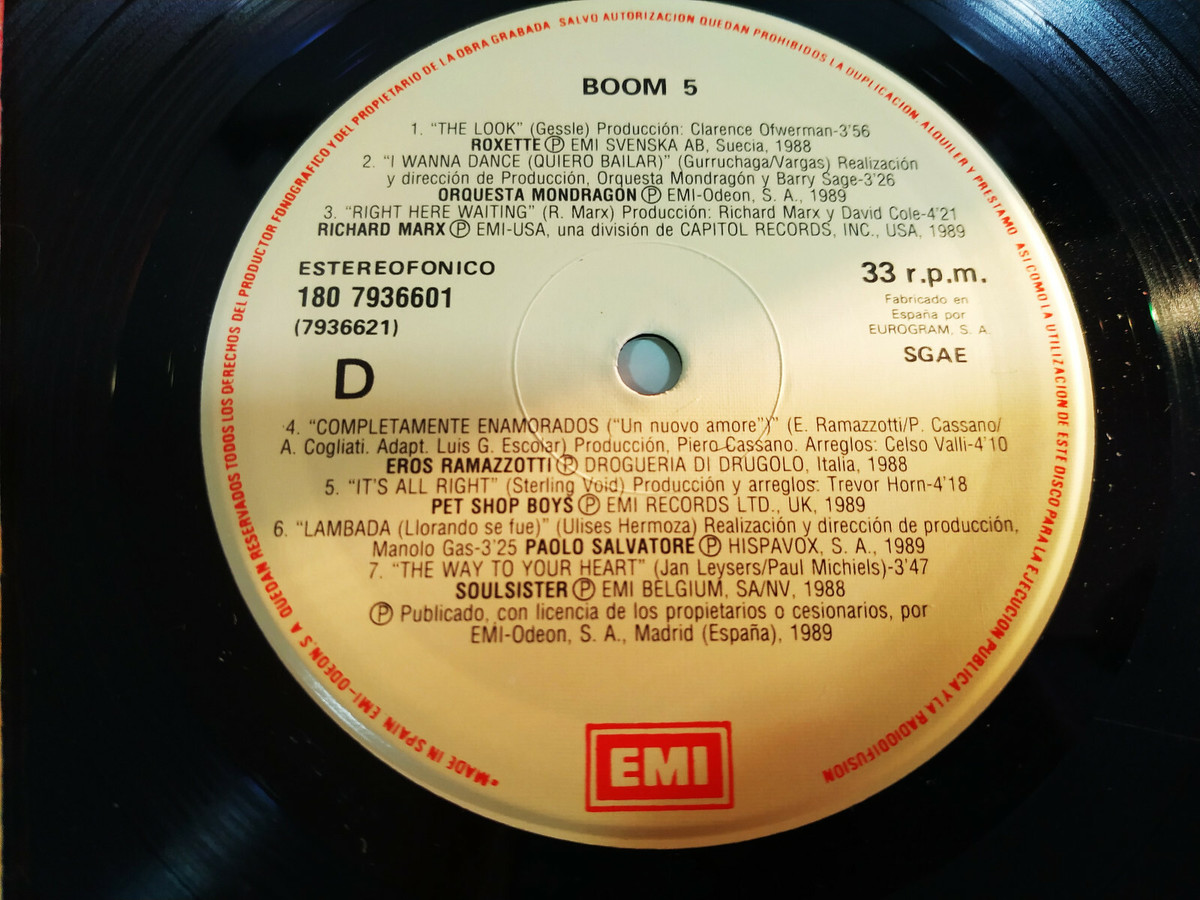 BOOM 5
1. "THE LOOK" (Gessle) Producción: Clarence Ofwerman-3'56
ROXETTE Ⓟ EMI SVENSKA AB, Suecia, 1988
2. "I WANNA DANCE (QUIERO BAILAR)" (Gurruchaga/Vargas) Realización
y dirección de Producción, Orquesta Mondragón y Barry Sage-3'26
ORQUESTA MONDRAGÓN Ⓟ EMI-Odeon, S. A., 1989
3. "RIGHT HERE WAITING" (R. Marx) Producción: Richard Marx y David Cole-4'21
RICHARD MARX Ⓟ EMI-USA, una división de CAPITOL RECORDS, INC., USA, 1989
ESTEREOFONICO
180 7936601
(7936621)
D
33 r.p.m.
Fabricado en
España por
EUROGRAM, S. A.
SGAE
4. "COMPLETAMENTE ENAMORADOS ("Un nuovo amore")" (E. Ramazzotti/P. Cassano/
A. Cogliati. Adapt. Luis G. Escolar) Producción, Piero Cassano. Arreglos: Celso Valli-4'10
EROS RAMAZZOTTI Ⓟ DROGUERIA DI DRUGOLO, Italia, 1988
5. "IT'S ALL RIGHT" (Sterling Void) Producción y arreglos: Trevor Horn-4'18
PET SHOP BOYS Ⓟ EMI RECORDS LTD., UK, 1989
6. "LAMBADA (Llorando se fue)" (Ulises Hermoza) Realización y dirección de producción,
Manolo Gas-3'25 PAOLO SALVATORE Ⓟ HISPAVOX, S. A., 1989
7. "THE WAY TO YOUR HEART" (Jan Leysers/Paul Michiels)-3'47
SOULSISTER Ⓟ EMI BELGIUM, SA/NV, 1988
Ⓟ Publicado, con licencia de los propietarios o cesionarios, por
EMI-Odeon, S. A., Madrid (España), 1989
EMI
•MADE IN SPAIN. EMI-ODEON, S. A. QUEDAN RESERVADOS TODOS LOS DERECHOS DEL PRODUCTOR FONOGRAFICO Y DEL PROPIETARIO DE LA OBRA GRABADA SALVO AUTORIZACION QUEDAN PROHIBIDOS LA DUPLICACION, ALQUILER Y PRESTAMO ASI COMO LA UTILIZACION DE ESTE DISCO PARA LA EJECUCION PUBLICA Y LA RADIODIFUSION